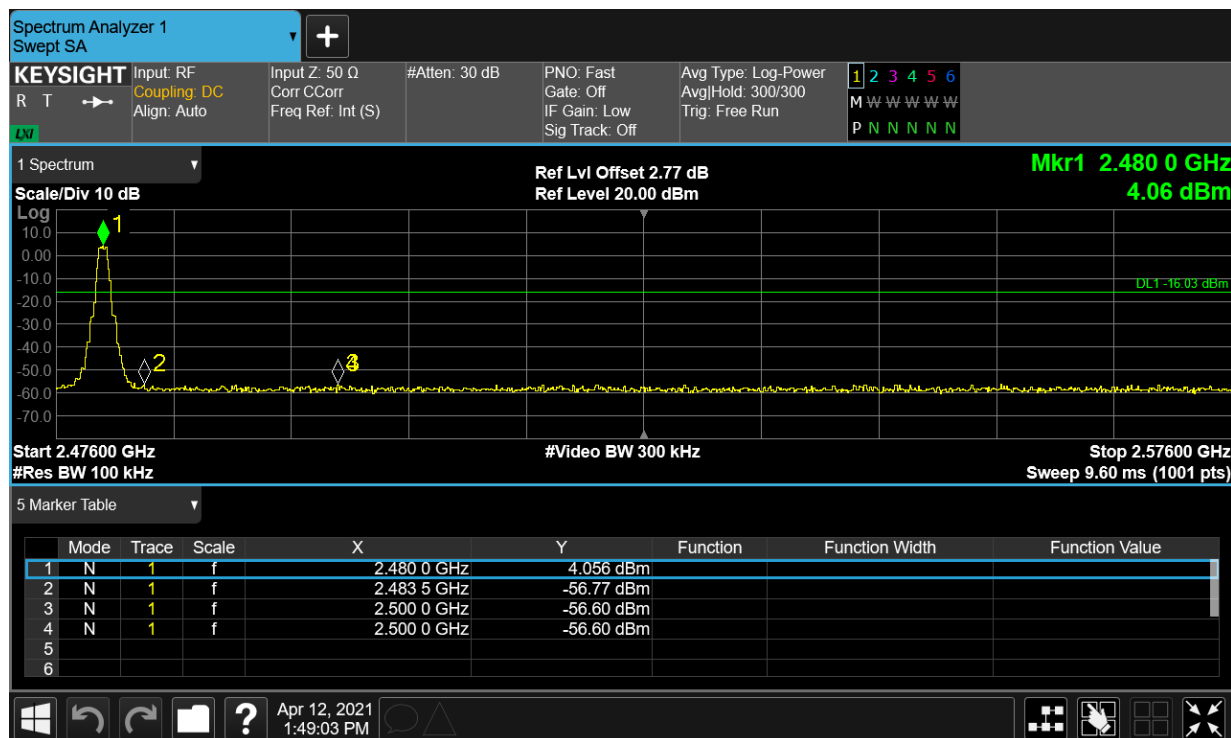 Spectrum Analyzer 1
Swept SA
+
KEYSIGHT
R T
LXI
Input: RF
Coupling: DC
Align: Auto
Input Z: 50 Ω
Corr CCorr
Freq Ref: Int (S)
#Atten: 30 dB
PNO: Fast
Gate: Off
IF Gain: Low
Sig Track: Off
Avg Type: Log-Power
Avg|Hold: 300/300
Trig: Free Run
1 2 3 4 5 6
M W W W W W
P N N N N N
1 Spectrum
Scale/Div 10 dB
Ref Lvl Offset 2.77 dB
Ref Level 20.00 dBm
Mkr1 2.480 0 GHz
4.06 dBm
Log
10.0
0.00
-10.0
-20.0
-30.0
-40.0
-50.0
-60.0
-70.0
1
2
DL1 -16.03 dBm
Start 2.47600 GHz
#Res BW 100 kHz
#Video BW 300 kHz
Stop 2.57600 GHz
Sweep 9.60 ms (1001 pts)
5 Marker Table
Mode Trace Scale X Y Function Function Width Function Value
1 N 1 f 2.480 0 GHz 4.056 dBm
2 N 1 f 2.483 5 GHz -56.77 dBm
3 N 1 f 2.500 0 GHz -56.60 dBm
4 N 1 f 2.500 0 GHz -56.60 dBm
5
6
?
Apr 12, 2021
1:49:03 PM